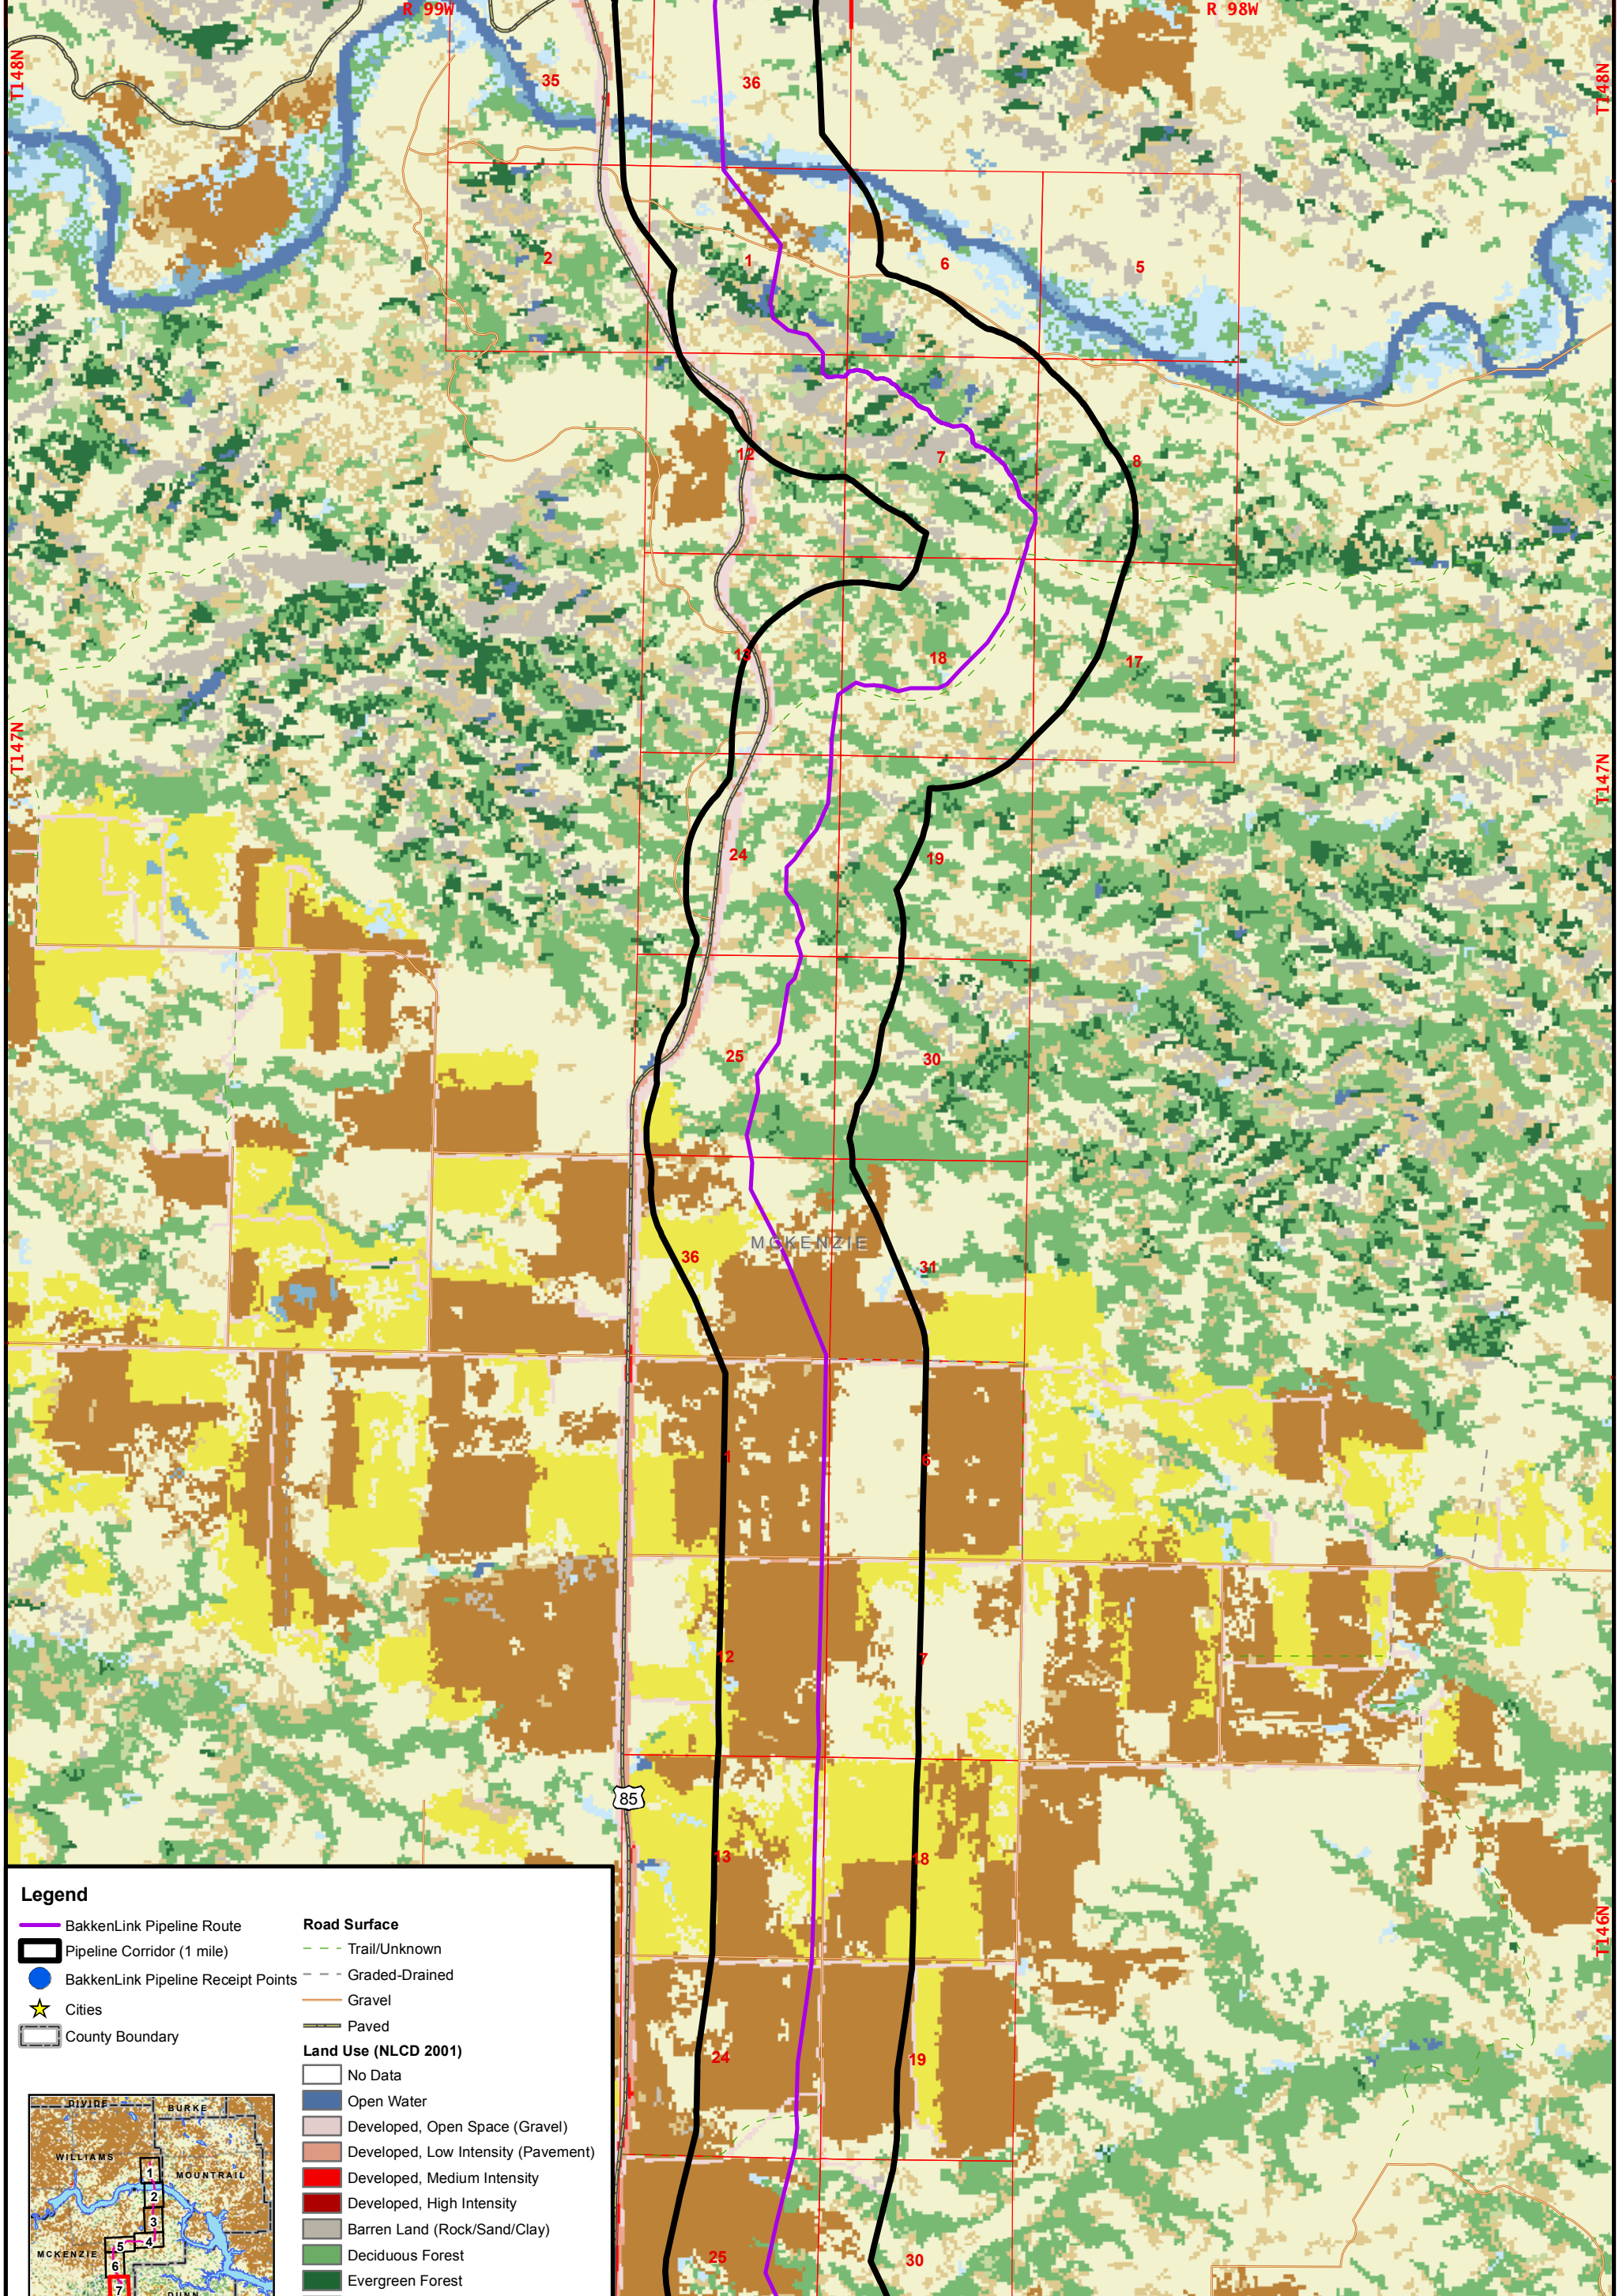 R 99W
R 98W
T148N
T148N
35
36
2
1
6
5
12
7
8
13
18
17
T147N
T147N
24
19
25
30
MCKENZIE
36
31
1
6
12
7
85
13
18
T146N
24
19
25
30
Legend
BakkenLink Pipeline Route
Pipeline Corridor (1 mile)
BakkenLink Pipeline Receipt Points
Cities
County Boundary
Road Surface
Trail/Unknown
Graded-Drained
Gravel
Paved
Land Use (NLCD 2001)
No Data
Open Water
Developed, Open Space (Gravel)
Developed, Low Intensity (Pavement)
Developed, Medium Intensity
Developed, High Intensity
Barren Land (Rock/Sand/Clay)
Deciduous Forest
Evergreen Forest
DIVIDE
BURKE
WILLIAMS
MOUNTRAIL
1
2
3
4
5
MCKENZIE
6
7
DUNN